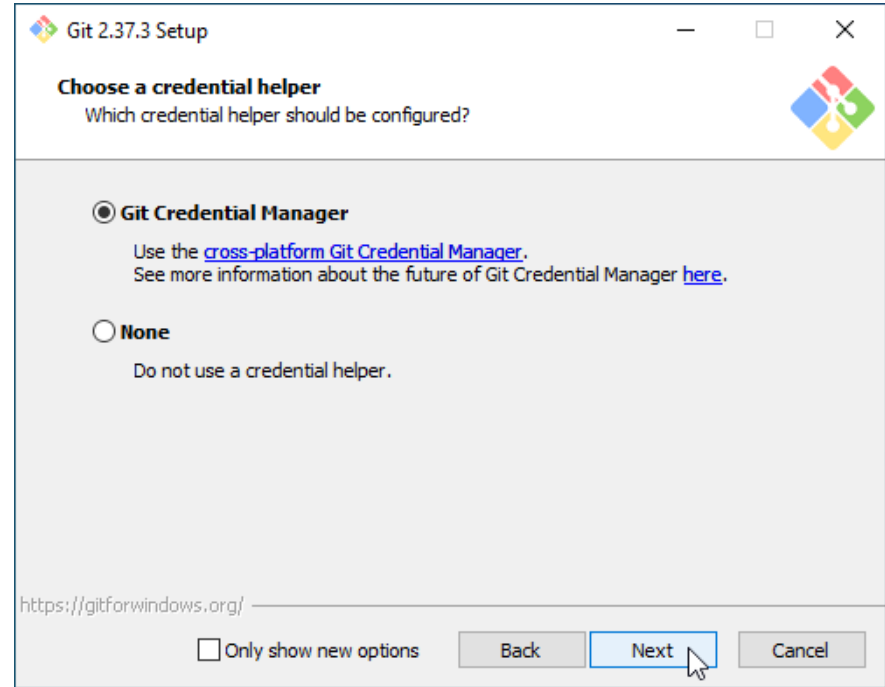 Git 2.37.3 Setup
Choose a credential helper
Which credential helper should be configured?
Git Credential Manager
Use the cross-platform Git Credential Manager.
See more information about the future of Git Credential Manager here.
None
Do not use a credential helper.
https://gitforwindows.org/
Only show new options Back Next Cancel